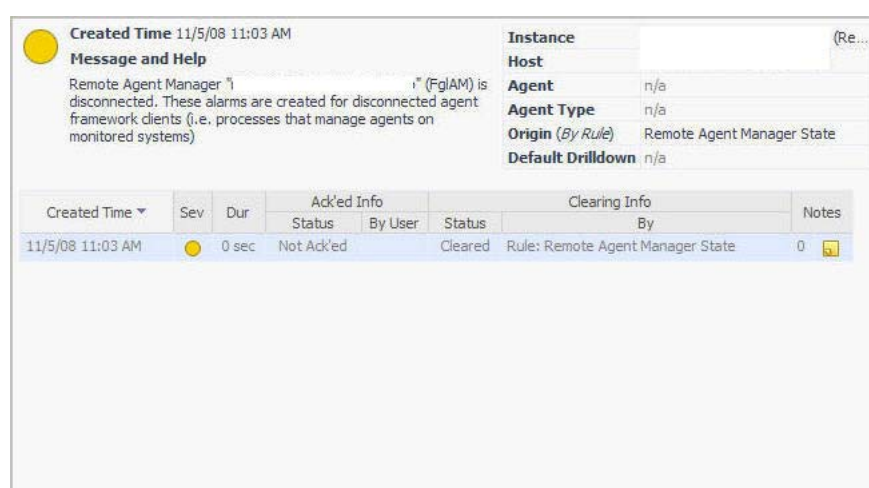 Created Time 11/5/08 11:03 AM
Message and Help
Remote Agent Manager " " (FglAM) is
disconnected. These alarms are created for disconnected agent
framework clients (i.e. processes that manage agents on
monitored systems)
Instance (Re...
Host
Agent n/a
Agent Type n/a
Origin (By Rule) Remote Agent Manager State
Default Drilldown n/a
Created Time Sev Dur Ack'ed Info Clearing Info Notes
Status By User Status By
11/5/08 11:03 AM 0 sec Not Ack'ed Cleared Rule: Remote Agent Manager State 0